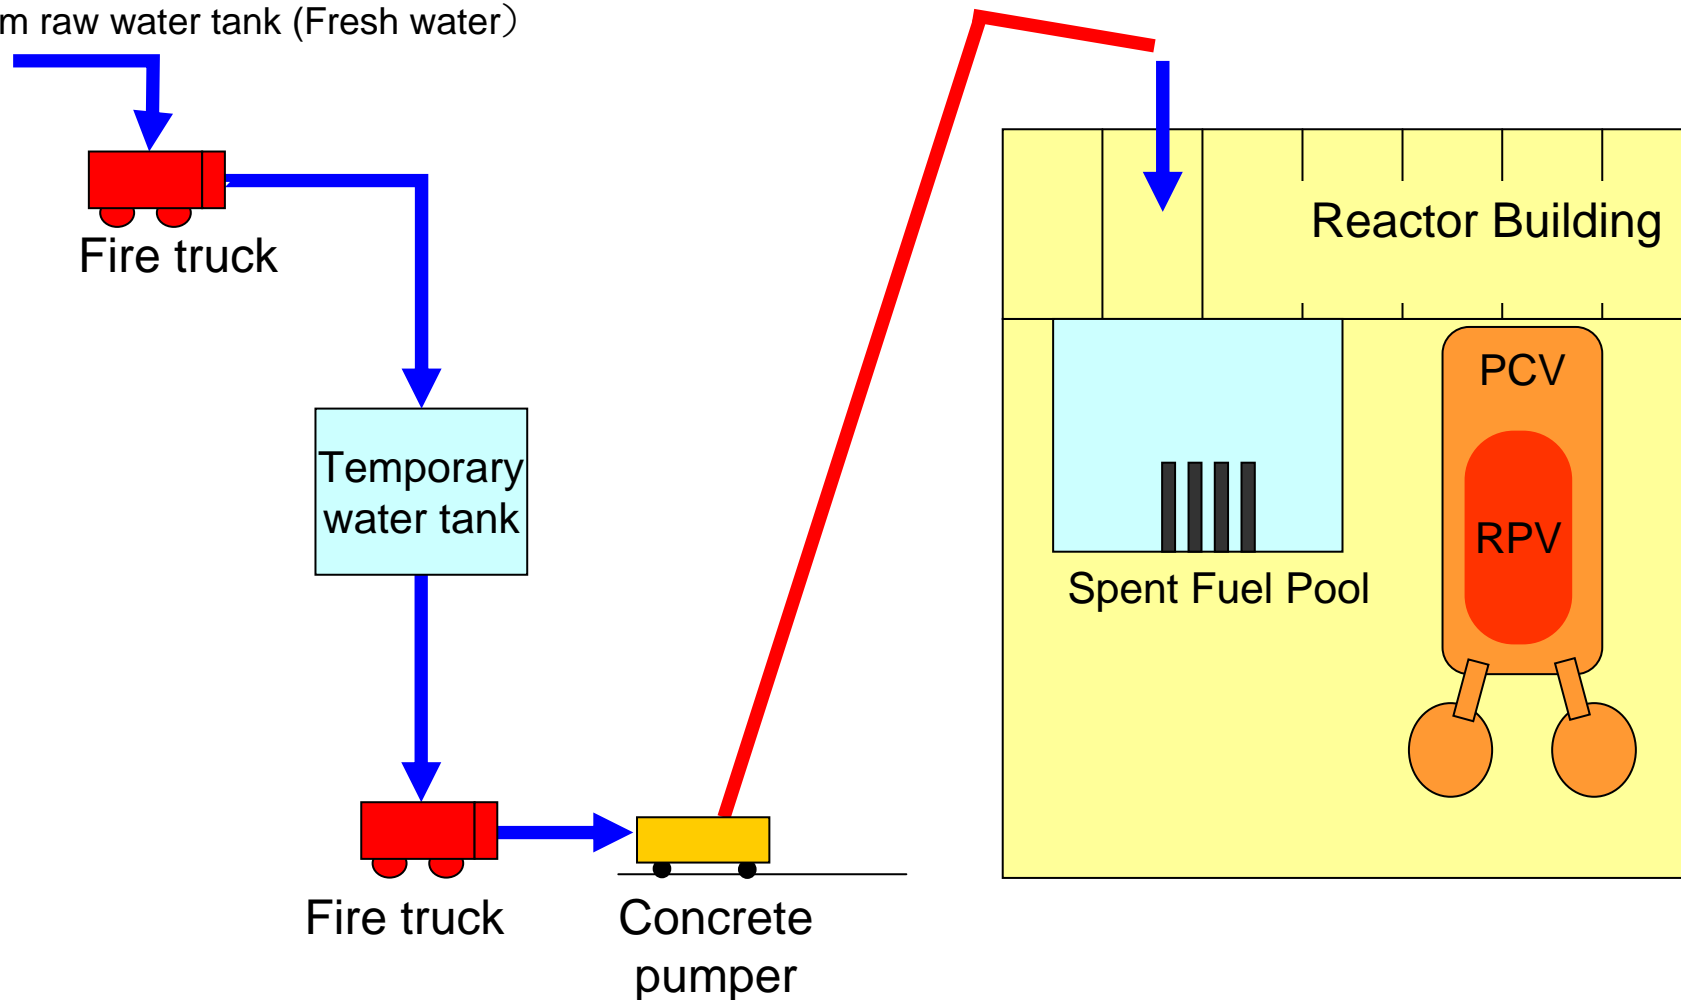 m raw water tank (Fresh water）
Fire truck
Reactor Building
PCV
Temporary
water tank
RPV
Spent Fuel Pool
Fire truck
Concrete
pumper